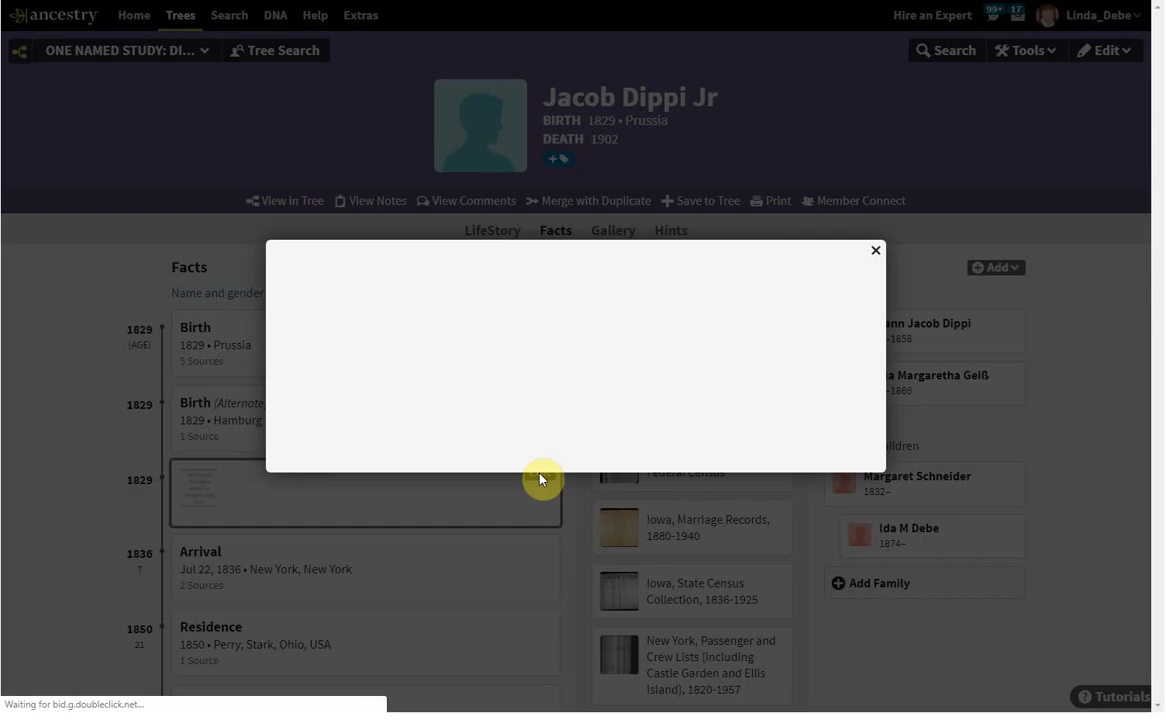 ancestry Home Trees Search DNA Help Extras Hire an Expert 99+ 17 Linda_Debe
ONE NAMED STUDY: DI... Tree Search Search Tools Edit
Jacob Dippi Jr
BIRTH 1829 • Prussia
DEATH 1902
View in Tree View Notes View Comments Merge with Duplicate Save to Tree Print Member Connect
LifeStory Facts Gallery Hints
Facts
Add
Name and gender
1829
(AGE)
Birth
1829 • Prussia
5 Sources
1829
Birth (Alternate
1829 • Hamburg
1 Source
1829
1836
7
Arrival
Jul 22, 1836 • New York, New York
2 Sources
1850
21
Residence
1850 • Perry, Stark, Ohio, USA
1 Source
Federal Census
Iowa, Marriage Records,
1880-1940
Iowa, State Census
Collection, 1836-1925
New York, Passenger and
Crew Lists (including
Castle Garden and Ellis
Island), 1820-1957
ann Jacob Dippi
–1858
ia Margaretha Geiß
–1866
ildren
Margaret Schneider
1832–
Ida M Debe
1874–
Add Family
Tutorials
Waiting for bid.g.doubleclick.net...